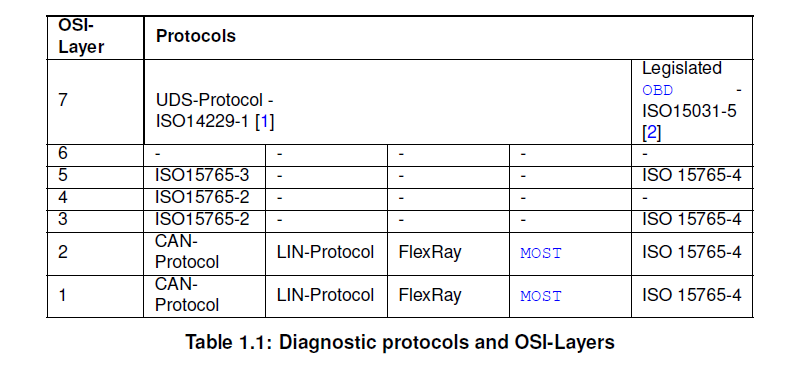 OSI-
Layer
Protocols
7
UDS-Protocol -
ISO14229-1 [1]
Legislated
OBD -
ISO15031-5
[2]
6 - - - - -
5 ISO15765-3 - - - ISO 15765-4
4 ISO15765-2 - - - -
3 ISO15765-2 - - - ISO 15765-4
2
CAN-
Protocol
LIN-Protocol FlexRay MOST ISO 15765-4
1
CAN-
Protocol
LIN-Protocol FlexRay MOST ISO 15765-4
Table 1.1: Diagnostic protocols and OSI-Layers